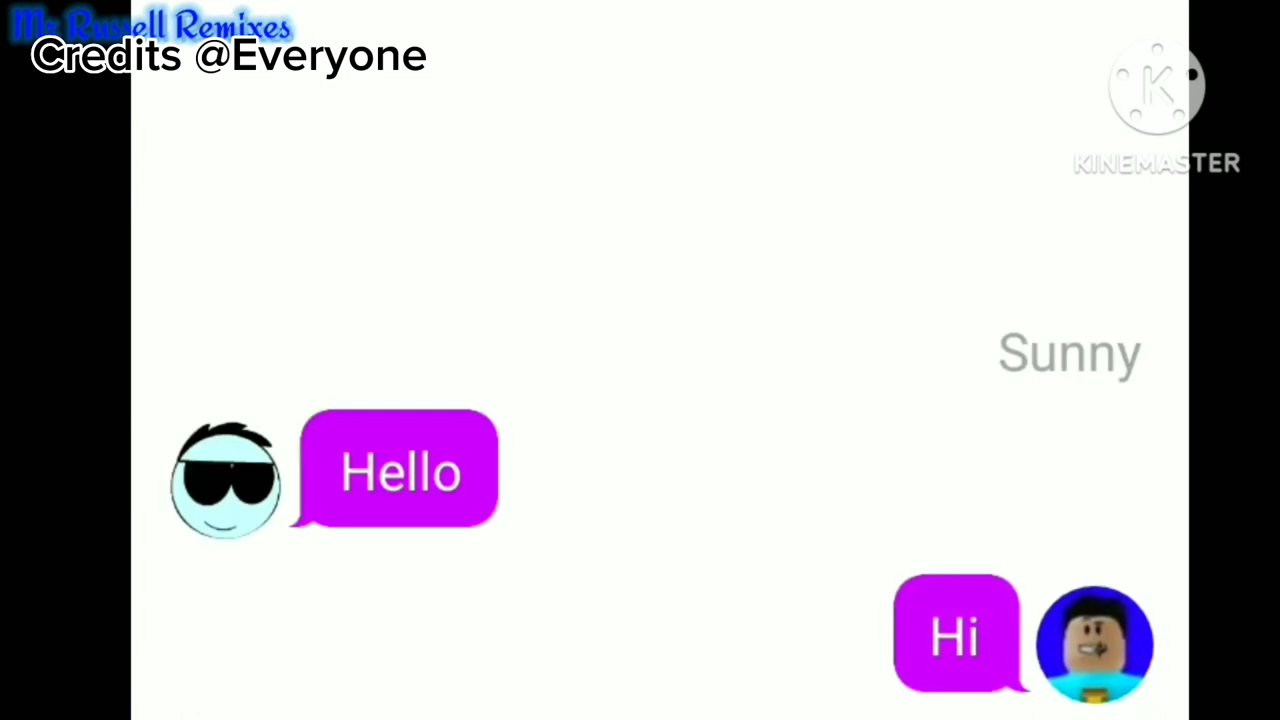 Mr Russell Remixes
Credits @Everyone
K
KINEMASTER
Sunny
Hello
Hi